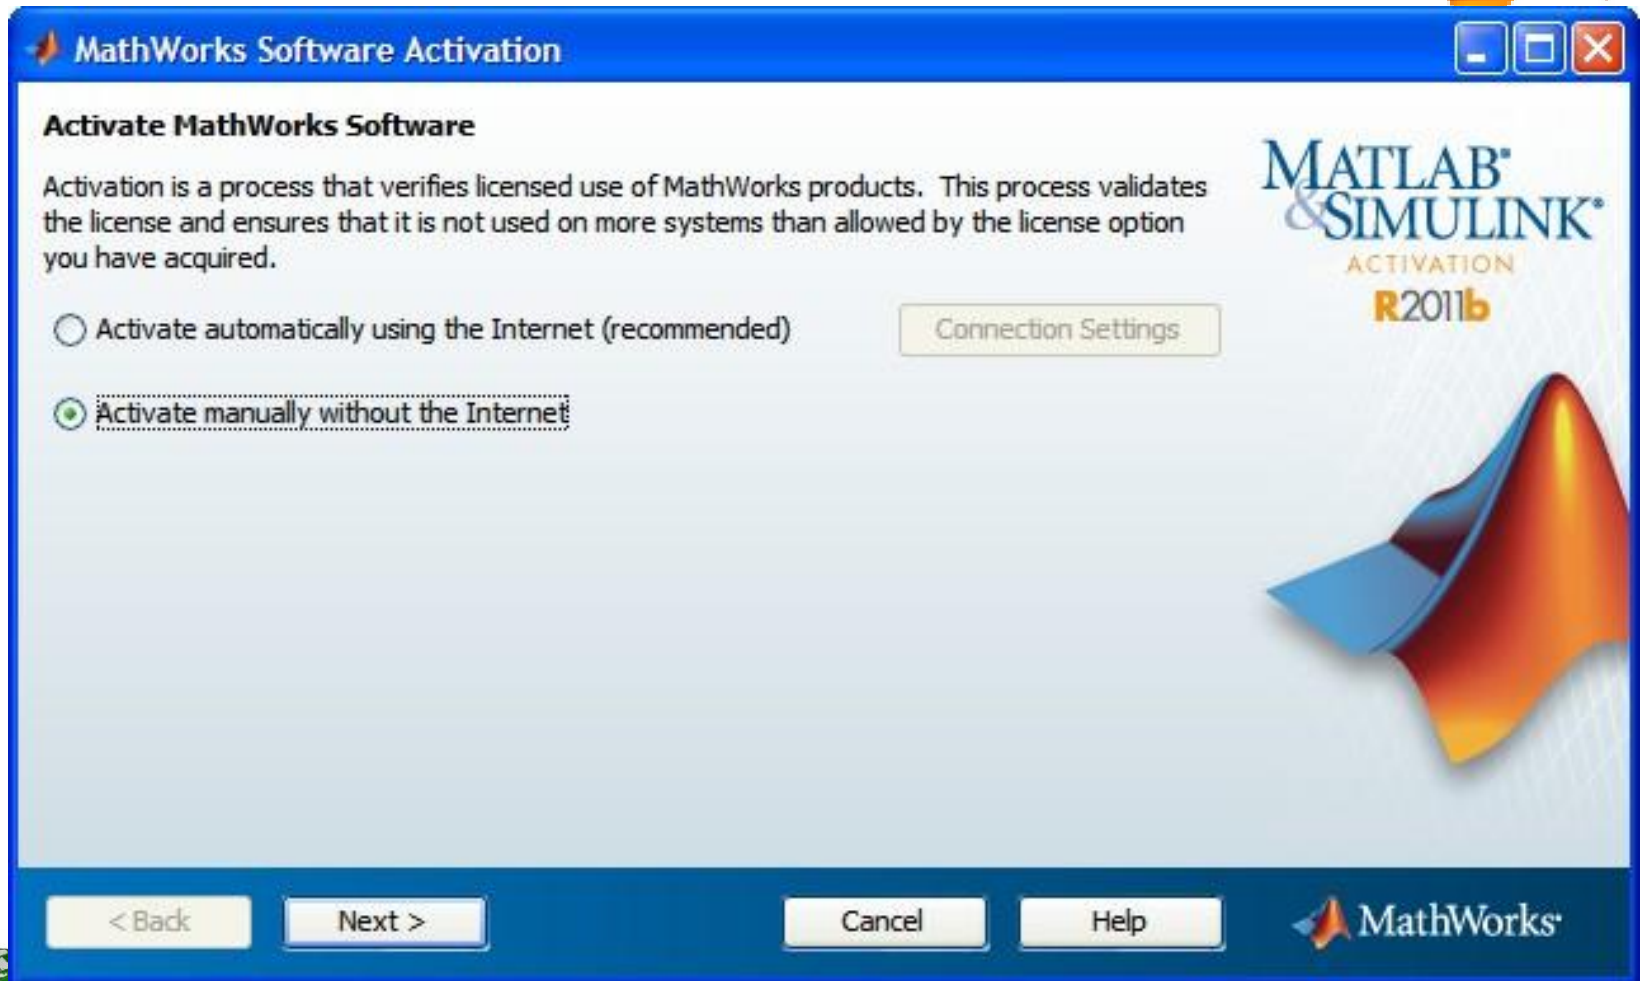 MathWorks Software Activation
Activate MathWorks Software
Activation is a process that verifies licensed use of MathWorks products. This process validates
the license and ensures that it is not used on more systems than allowed by the license option
you have acquired.
Activate automatically using the Internet (recommended)
Connection Settings
Activate manually without the Internet
MATLAB®
&SIMULINK®
ACTIVATION
R2011b
< Back
Next >
Cancel
Help
MathWorks®